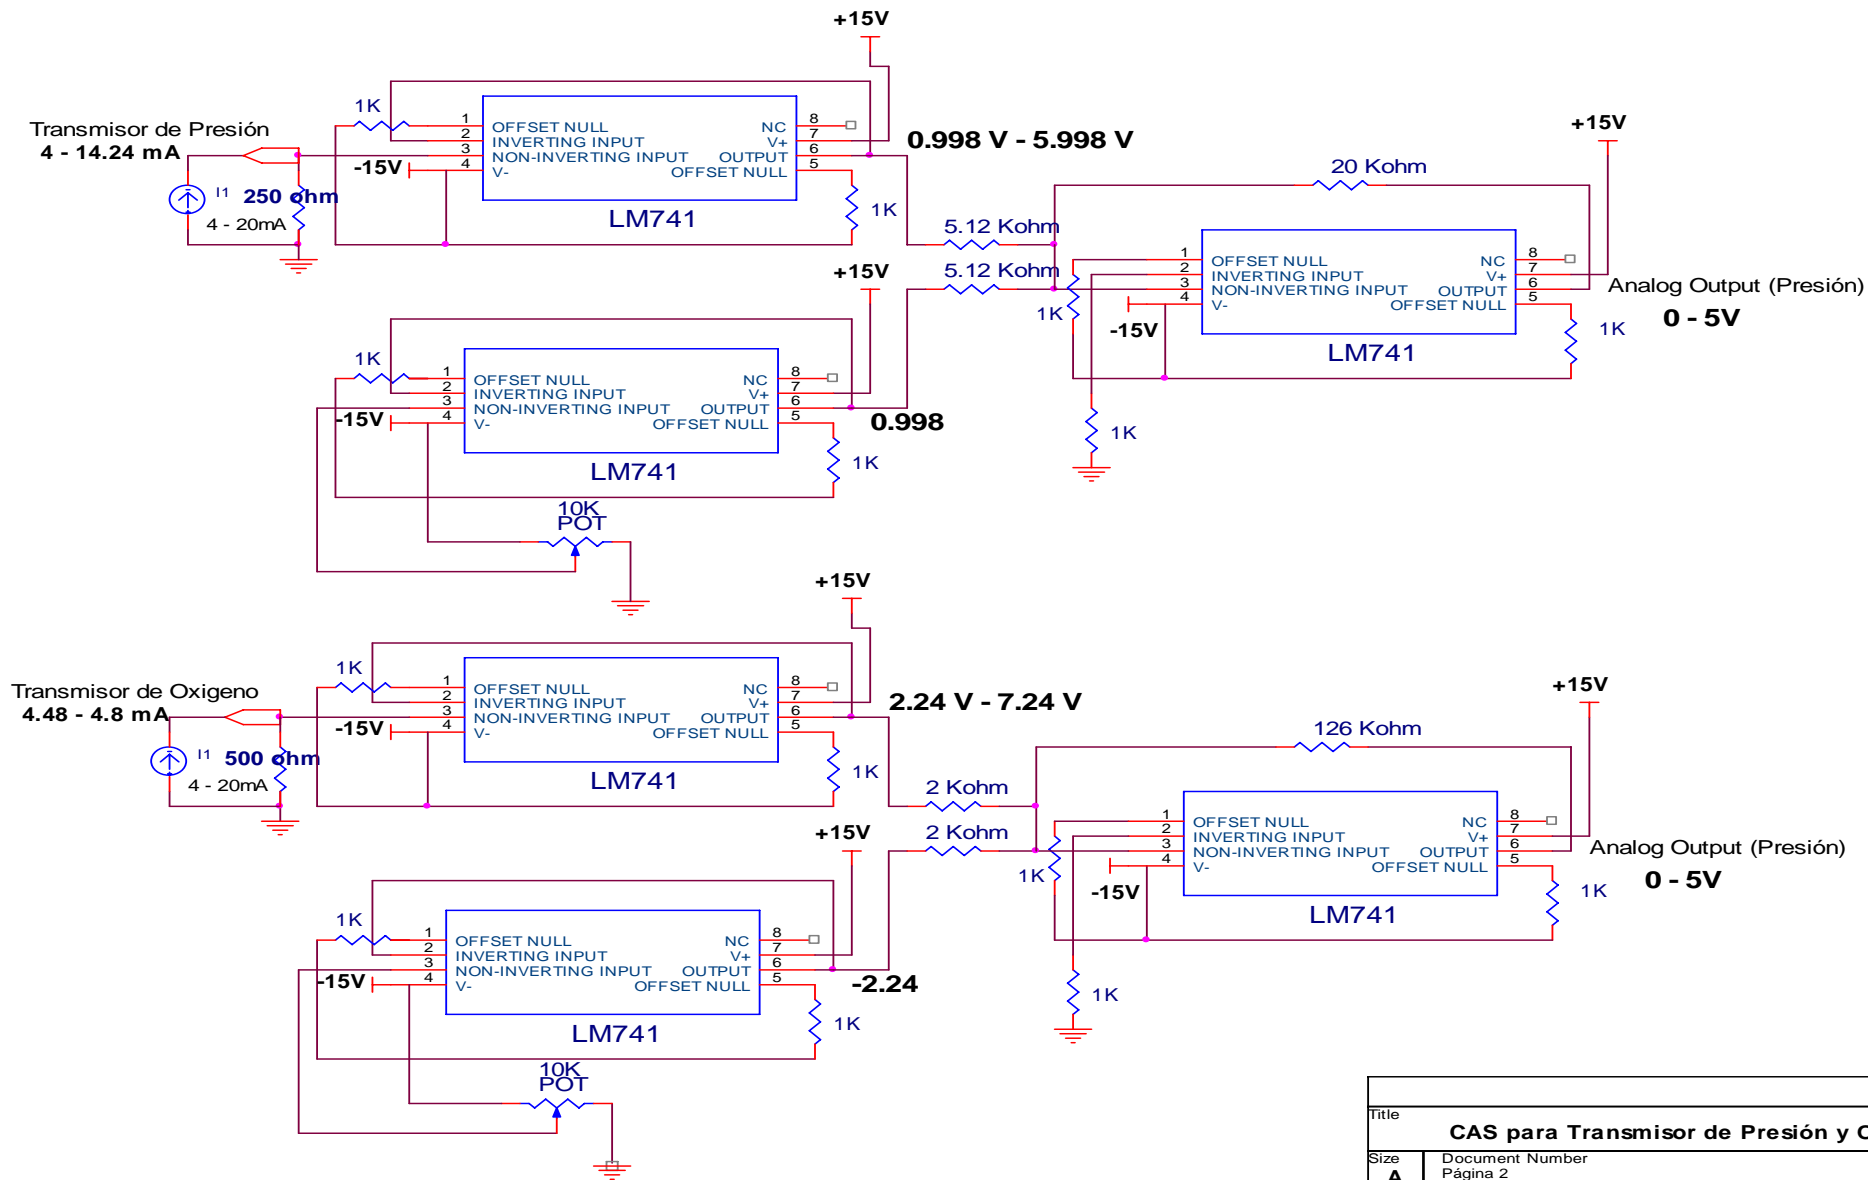 +15V
1K
1 OFFSET NULL NC 8
2 INVERTING INPUT V+ 7
3 NON-INVERTING INPUT OUTPUT 6
4 V- OFFSET NULL 5
LM741
Transmisor de Presión
4 - 14.24 mA
-15V
I1 250 ohm
4 - 20mA
1K
0.998 V - 5.998 V
5.12 Kohm
5.12 Kohm
20 Kohm
+15V
1 OFFSET NULL NC 8
2 INVERTING INPUT V+ 7
3 NON-INVERTING INPUT OUTPUT 6
4 V- OFFSET NULL 5
LM741
1K
-15V
1K
1K
Analog Output (Presión)
0 - 5V
+15V
1K
1 OFFSET NULL NC 8
2 INVERTING INPUT V+ 7
3 NON-INVERTING INPUT OUTPUT 6
4 V- OFFSET NULL 5
LM741
-15V
0.998
1K
10K
POT
+15V
1K
1 OFFSET NULL NC 8
2 INVERTING INPUT V+ 7
3 NON-INVERTING INPUT OUTPUT 6
4 V- OFFSET NULL 5
LM741
Transmisor de Oxigeno
4.48 - 4.8 mA
-15V
I1 500 ohm
4 - 20mA
1K
2.24 V - 7.24 V
2 Kohm
2 Kohm
126 Kohm
+15V
1 OFFSET NULL NC 8
2 INVERTING INPUT V+ 7
3 NON-INVERTING INPUT OUTPUT 6
4 V- OFFSET NULL 5
LM741
1K
-15V
1K
1K
Analog Output (Presión)
0 - 5V
+15V
1K
1 OFFSET NULL NC 8
2 INVERTING INPUT V+ 7
3 NON-INVERTING INPUT OUTPUT 6
4 V- OFFSET NULL 5
LM741
-15V
-2.24
1K
10K
POT
Title
CAS para Transmisor de Presión y
Size
A
Document Number
Página 2